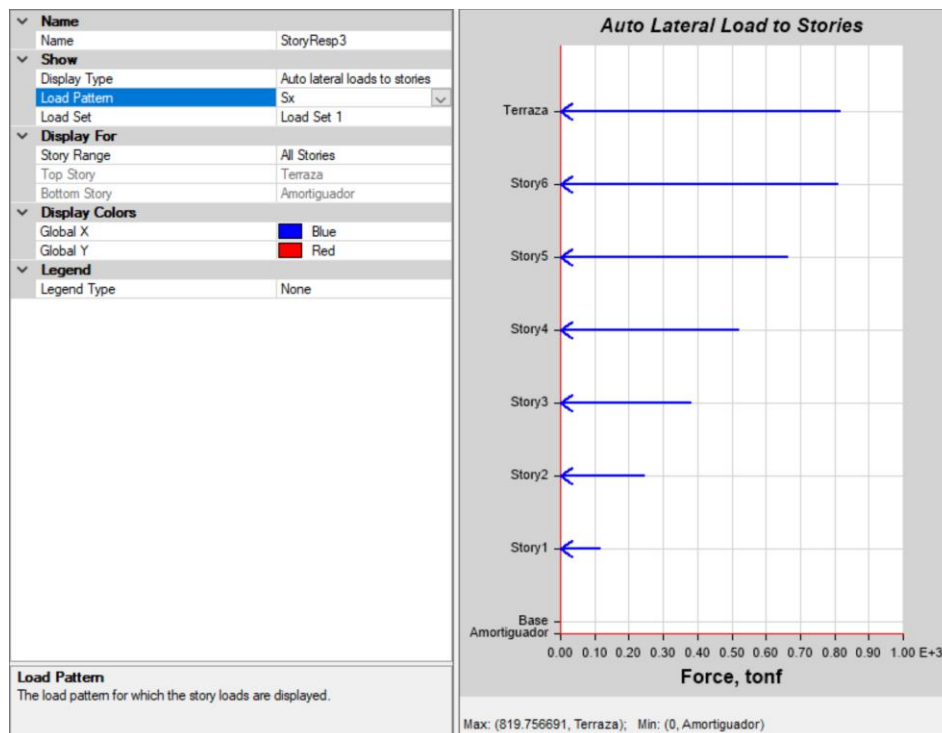 Name
Name StoryResp3
Show
Display Type Auto lateral loads to stories
Load Pattern Sx
Load Set Load Set 1
Display For
Story Range All Stories
Top Story Terraza
Bottom Story Amortiguador
Display Colors
Global X Blue
Global Y Red
Legend
Legend Type None
Load Pattern
The load pattern for which the story loads are displayed.
Auto Lateral Load to Stories
Terraza
Story6
Story5
Story4
Story3
Story2
Story1
Base
Amortiguador
0.00 0.10 0.20 0.30 0.40 0.50 0.60 0.70 0.80 0.90 1.00 E+3
Force, tonf
Max: (819.756691, Terraza); Min: (0, Amortiguador)